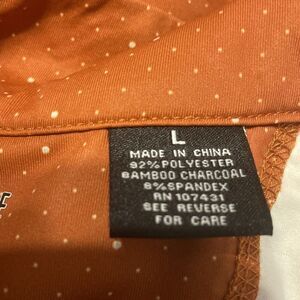 L
MADE IN CHINA
92% POLYESTER
BAMBOO CHARCOAL
8% SPANDEX
RN 107431
SEE REVERSE
FOR CARE